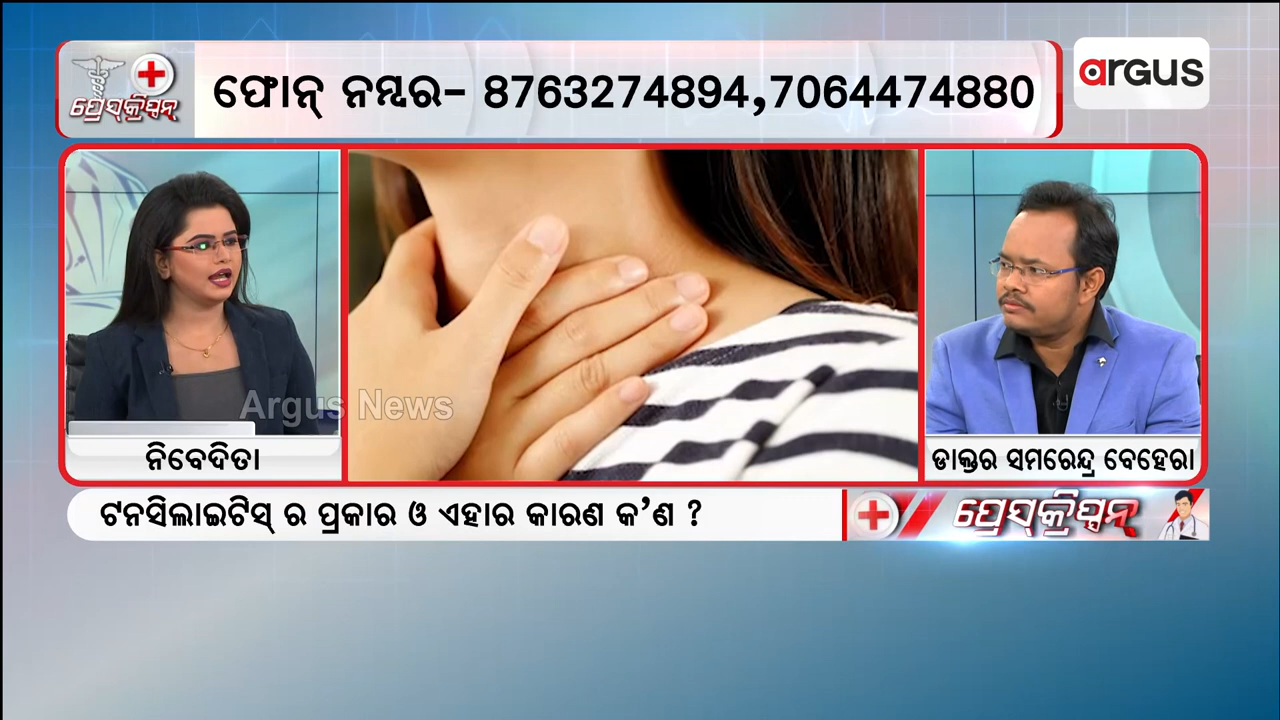 ପ୍ରେସ୍‌କ୍ରିପ୍ସନ୍
ଫୋନ୍ ନମ୍ବର- 8763274894,7064474880
argus
Argus News
ନିବେଦିତା
ଡାକ୍ତର ସମରେନ୍ଦ୍ର ବେହେରା
ଟନସିଲାଇଟିସ୍ ର ପ୍ରକାର ଓ ଏହାର କାରଣ କ’ଣ ?
ପ୍ରେସ୍‌କ୍ରିପ୍ସନ୍